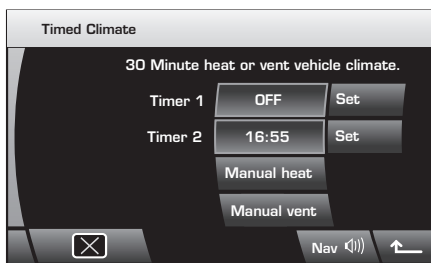 Timed Climate
30 Minute heat or vent vehicle climate.
Timer 1 OFF Set
Timer 2 16:55 Set
Manual heat
Manual vent
Nav